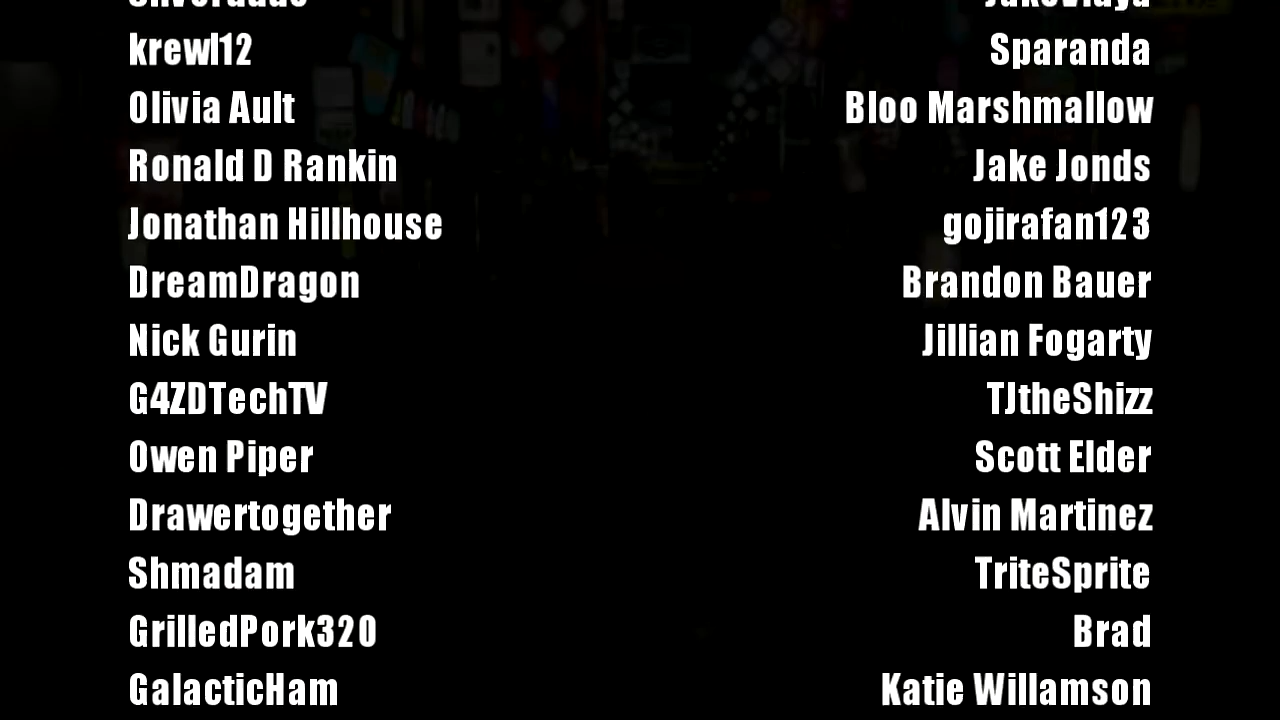 krewl12 Sparanda
Olivia Ault Bloo Marshmallow
Ronald D Rankin Jake Jonds
Jonathan Hillhouse gojirafan123
DreamDragon Brandon Bauer
Nick Gurin Jillian Fogarty
G4ZDTechTV TJtheShizz
Owen Piper Scott Elder
Drawertogether Alvin Martinez
Shmadam TriteSprite
GrilledPork320 Brad
GalacticHam Katie Willamson